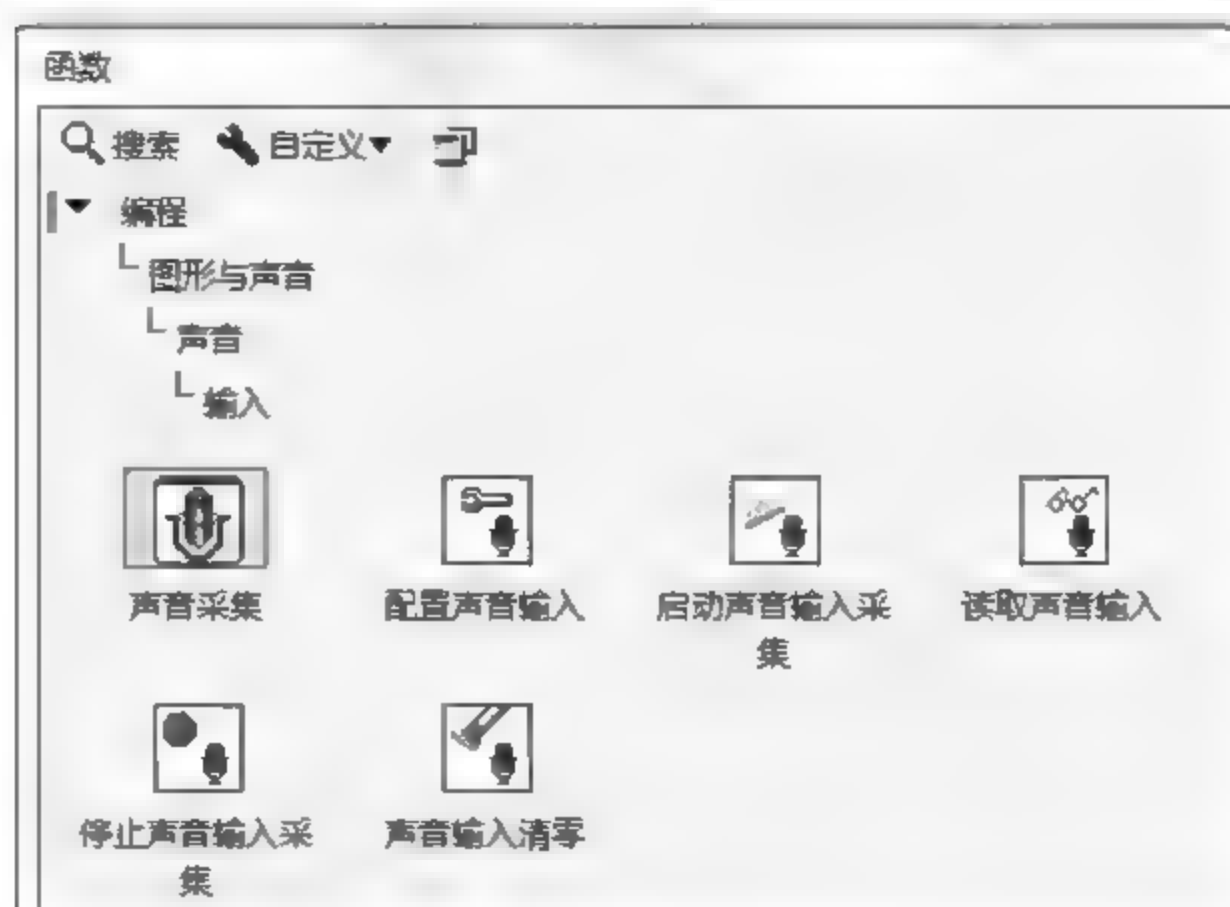 函数
搜索 自定义
编程
图形与声音
声音
输入
声音采集 配置声音输入 启动声音输入采 读取声音输入
集
停止声音输入采 声音输入清零
集